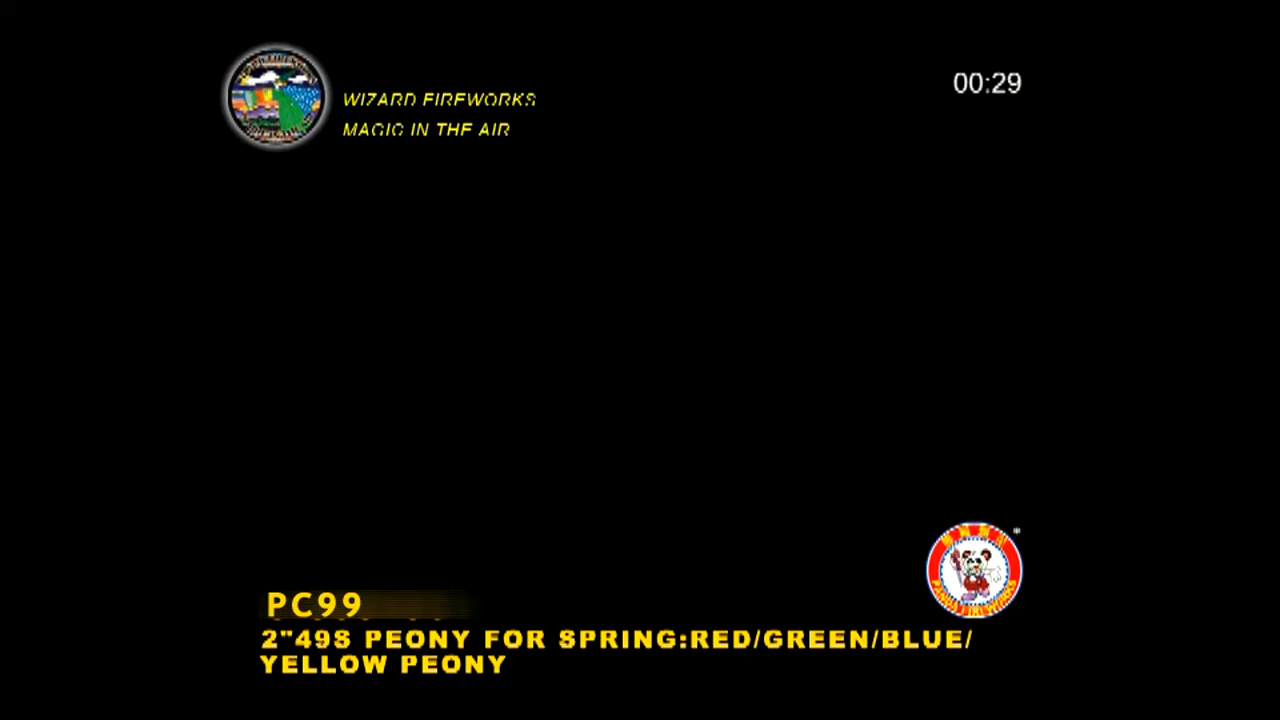 WIZARD FIREWORKS
MAGIC IN THE AIR
00:29
PC99
2"49S PEONY FOR SPRING:RED/GREEN/BLUE/
YELLOW PEONY